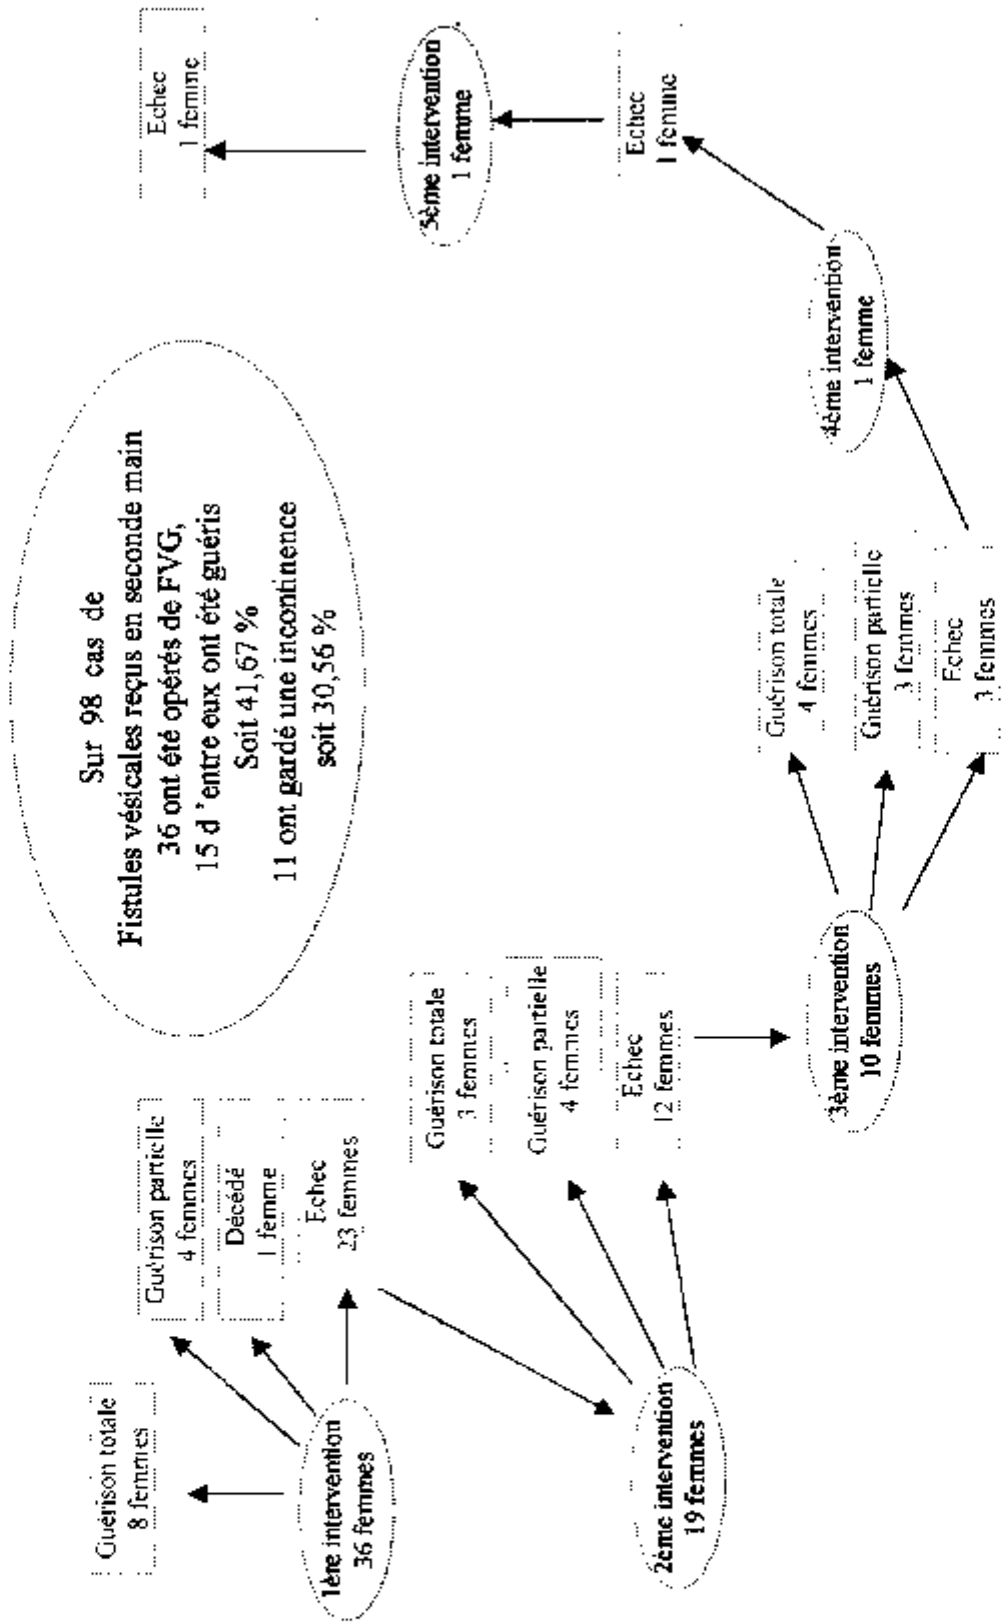 Sur 98 cas de
Fistules vésicales reçus en seconde main
36 ont été opérés de FVG,
15 d 'entre eux ont été guéris
Soit 41,67 %
11 ont gardé une incontinence
soit 30,56 %
Guérison totale
8 femmes
Guérison partielle
4 femmes
Décédé
1 femme
Echec
23 femmes
1ère intervention
36 femmes
2ème intervention
19 femmes
Guérison totale
3 femmes
Guérison partielle
4 femmes
Echec
12 femmes
3ème intervention
10 femmes
Guérison totale
4 femmes
Guérison partielle
3 femmes
Echec
3 femmes
4ème intervention
1 femme
Echec
1 femme
5ème intervention
1 femme
Echec
1 femme